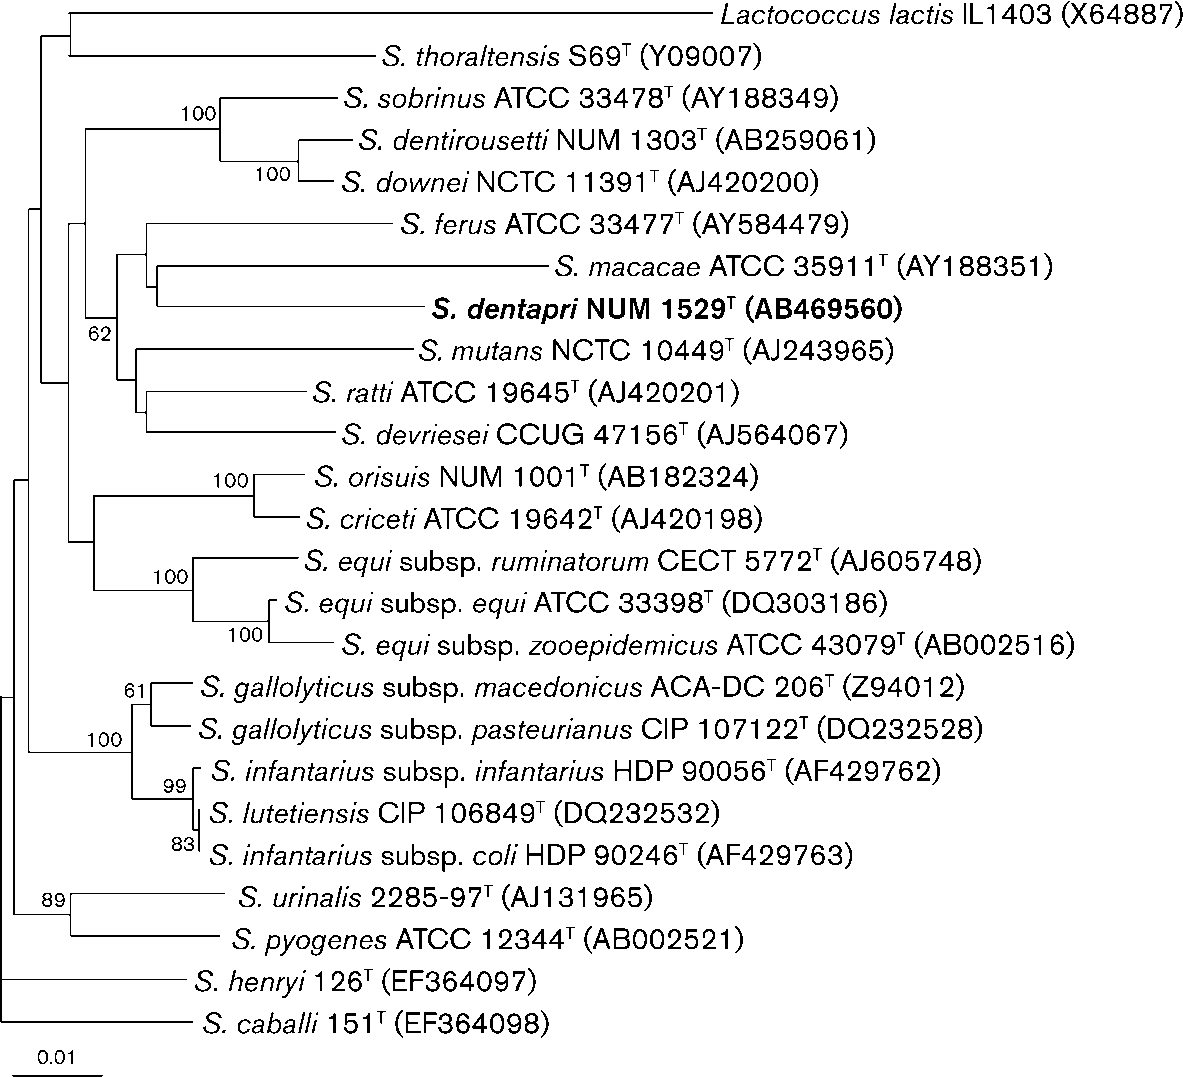 Lactococcus lactis IL1403 (X64887)
S. thoraltensis S69ᵀ (Y09007)
S. sobrinus ATCC 33478ᵀ (AY188349)
100
S. dentirousetti NUM 1303ᵀ (AB259061)
100
S. downei NCTC 11391ᵀ (AJ420200)
S. ferus ATCC 33477ᵀ (AY584479)
S. macacae ATCC 35911ᵀ (AY188351)
S. dentapri NUM 1529ᵀ (AB469560)
62
S. mutans NCTC 10449ᵀ (AJ243965)
S. ratti ATCC 19645ᵀ (AJ420201)
S. devriesei CCUG 47156ᵀ (AJ564067)
100
S. orisuis NUM 1001ᵀ (AB182324)
S. criceti ATCC 19642ᵀ (AJ420198)
S. equi subsp. ruminatorum CECT 5772ᵀ (AJ605748)
100
S. equi subsp. equi ATCC 33398ᵀ (DQ303186)
100
S. equi subsp. zooepidemicus ATCC 43079ᵀ (AB002516)
61
S. gallolyticus subsp. macedonicus ACA-DC 206ᵀ (Z94012)
S. gallolyticus subsp. pasteurianus CIP 107122ᵀ (DQ232528)
100
S. infantarius subsp. infantarius HDP 90056ᵀ (AF429762)
99
S. lutetiensis CIP 106849ᵀ (DQ232532)
83
S. infantarius subsp. coli HDP 90246ᵀ (AF429763)
89
S. urinalis 2285-97ᵀ (AJ131965)
S. pyogenes ATCC 12344ᵀ (AB002521)
S. henryi 126ᵀ (EF364097)
S. caballi 151ᵀ (EF364098)
0.01